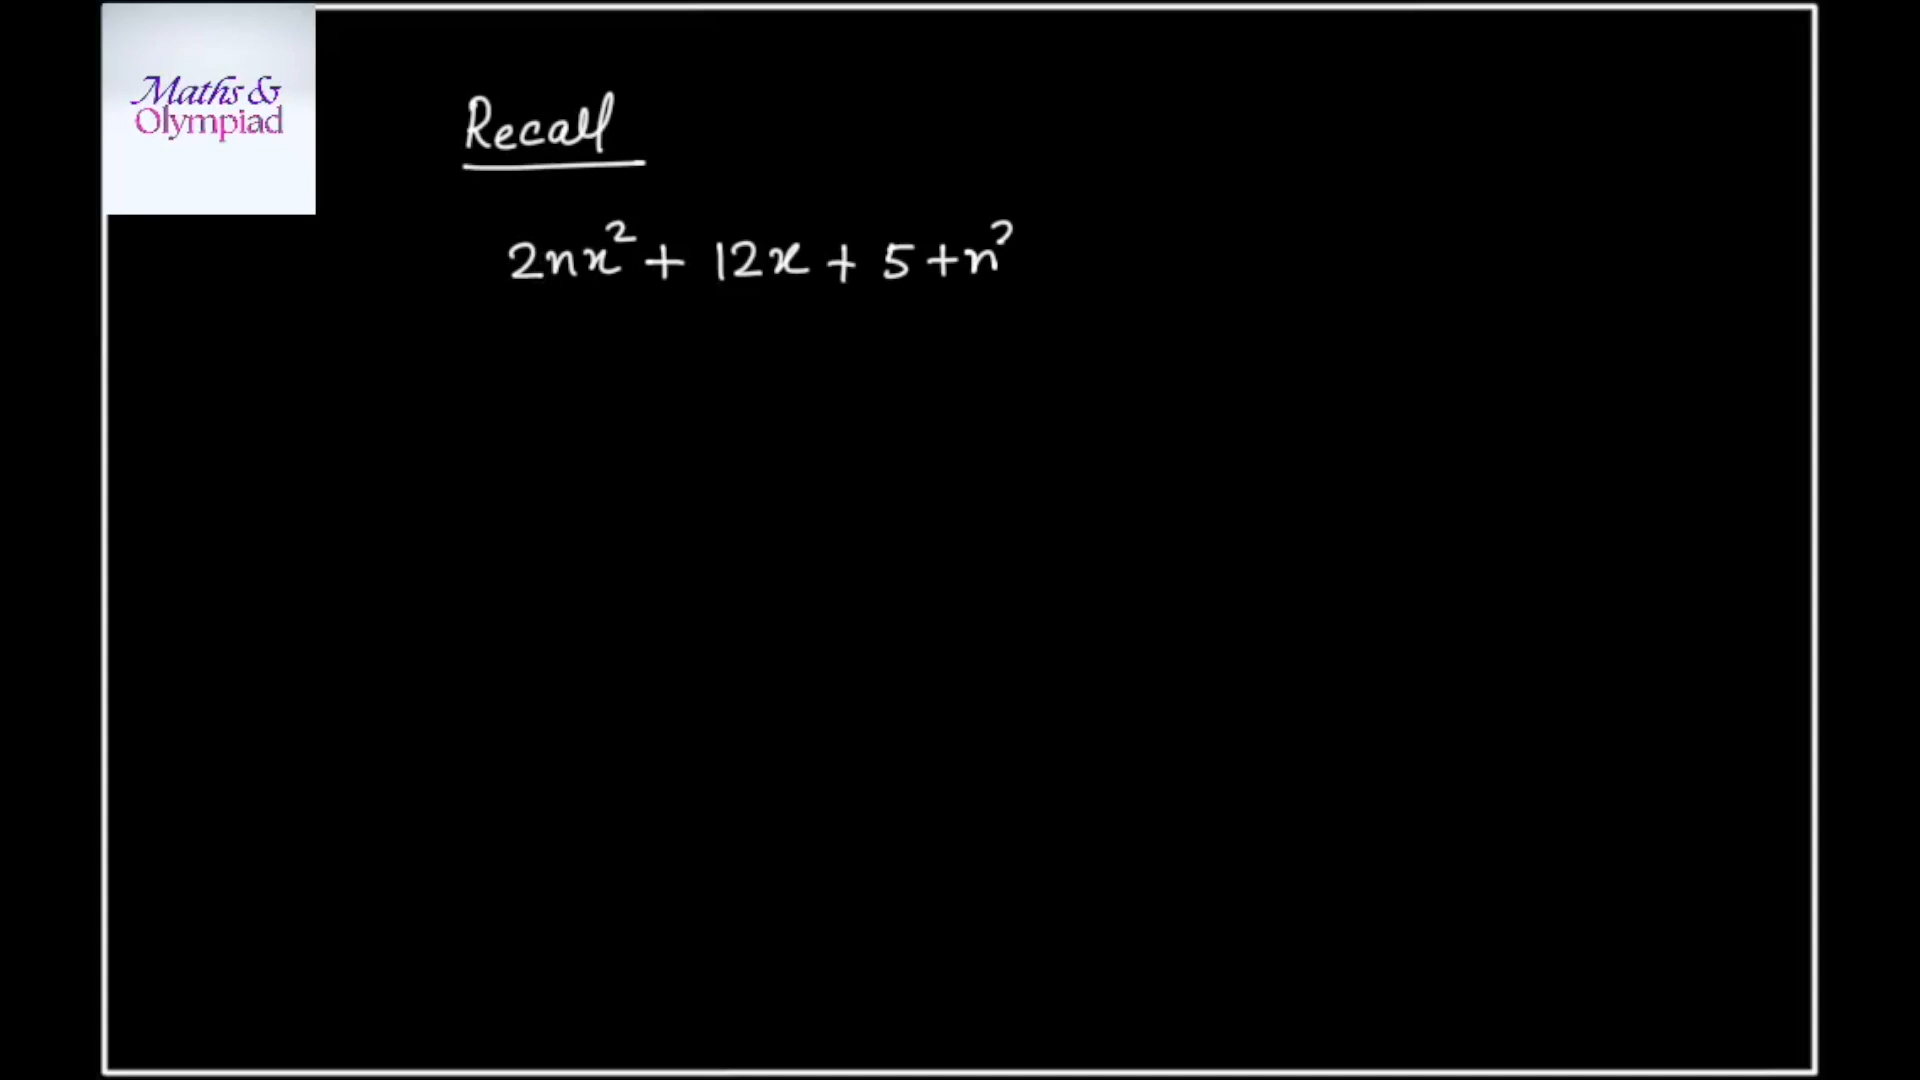 Maths &
Olympiad
Recall
2nx² + 12x + 5 + n²